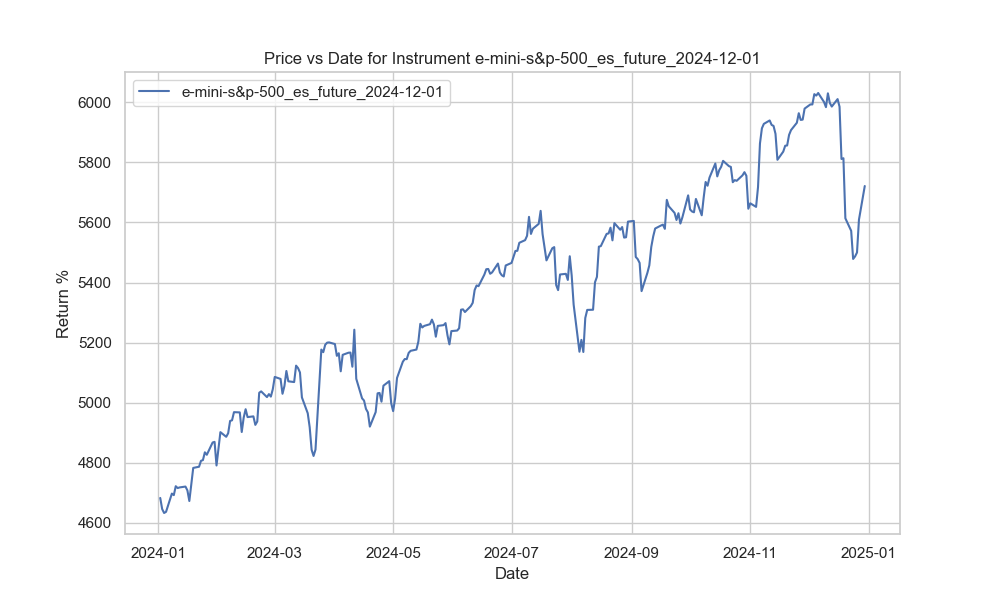 Price vs Date for Instrument e-mini-s&p-500_es_future_2024-12-01
e-mini-s&p-500_es_future_2024-12-01
Return %
6000
5800
5600
5400
5200
5000
4800
4600
2024-01 2024-03 2024-05 2024-07 2024-09 2024-11 2025-01
Date